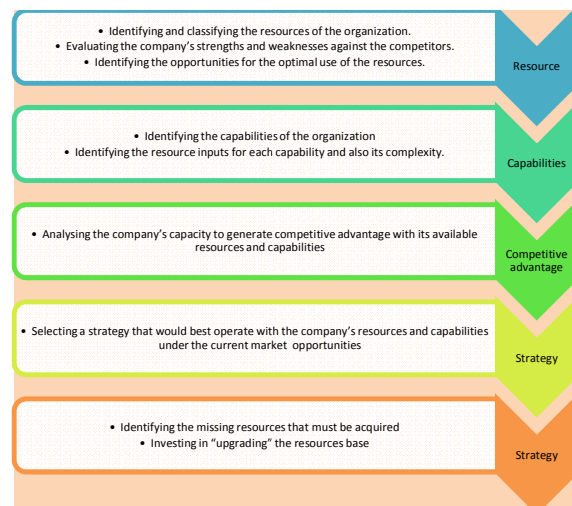 • Identifying and classifying the resources of the organization.
• Evaluating the company's strengths and weaknesses against the competitors.
• Identifying the opportunities for the optimal use of the resources.
Resource
• Identifying the capabilities of the organization
• Identifying the resource inputs for each capability and also its complexity.
Capabilities
• Analysing the company's capacity to generate competitive advantage with its available
resources and capabilities
Competitive
advantage
• Selecting a strategy that would best operate with the company's resources and capabilities
under the current market opportunities
Strategy
• Identifying the missing resources that must be acquired
• Investing in "upgrading" the resources base
Strategy